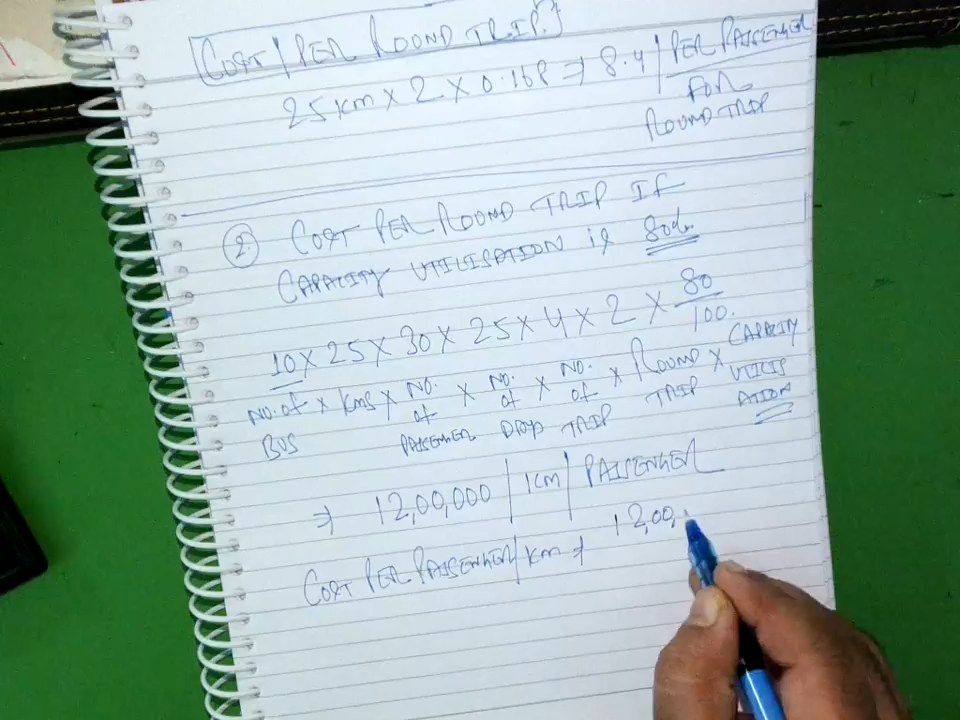 COST/PER ROUND TRIP.
25 KM × 2 × 0.168 ⇒ 8.4 / PER PASSENGER
FOR
ROUND TRIP
② COST PER ROUND TRIP IF
CAPACITY UTILISATION is 80%.
10 × 25 × 30 × 25 × 4 × 2 × 80/100.
NO. of BUS × KMS × NO. of PASSENGER × NO. of × NO. of TRIP × ROUND TRIP × CAPACITY UTILISATION
⇒ 12,00,000 / KM / PASSENGER
COST PER PASSENGER/KM ⇒ 12,00,